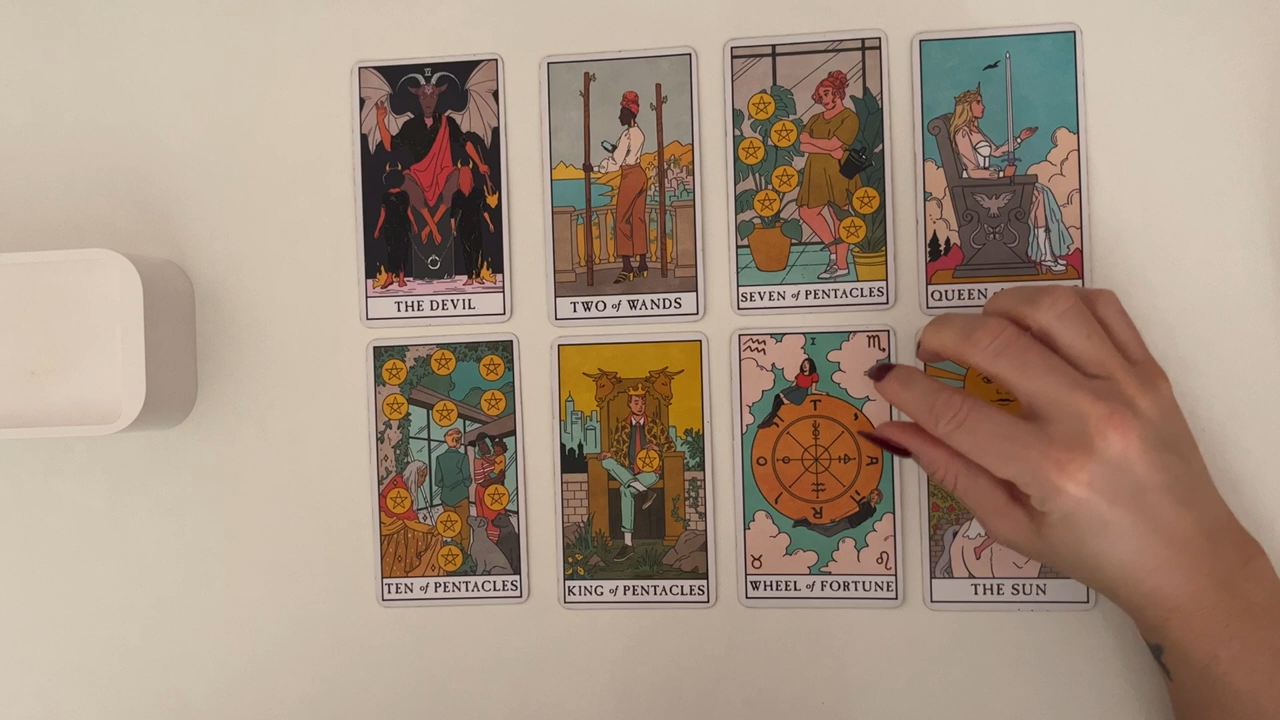 VI
THE DEVIL
TWO of WANDS
SEVEN of PENTACLES
QUEEN
TEN of PENTACLES
KING of PENTACLES
I
T
A
R
O
WHEEL of FORTUNE
THE SUN